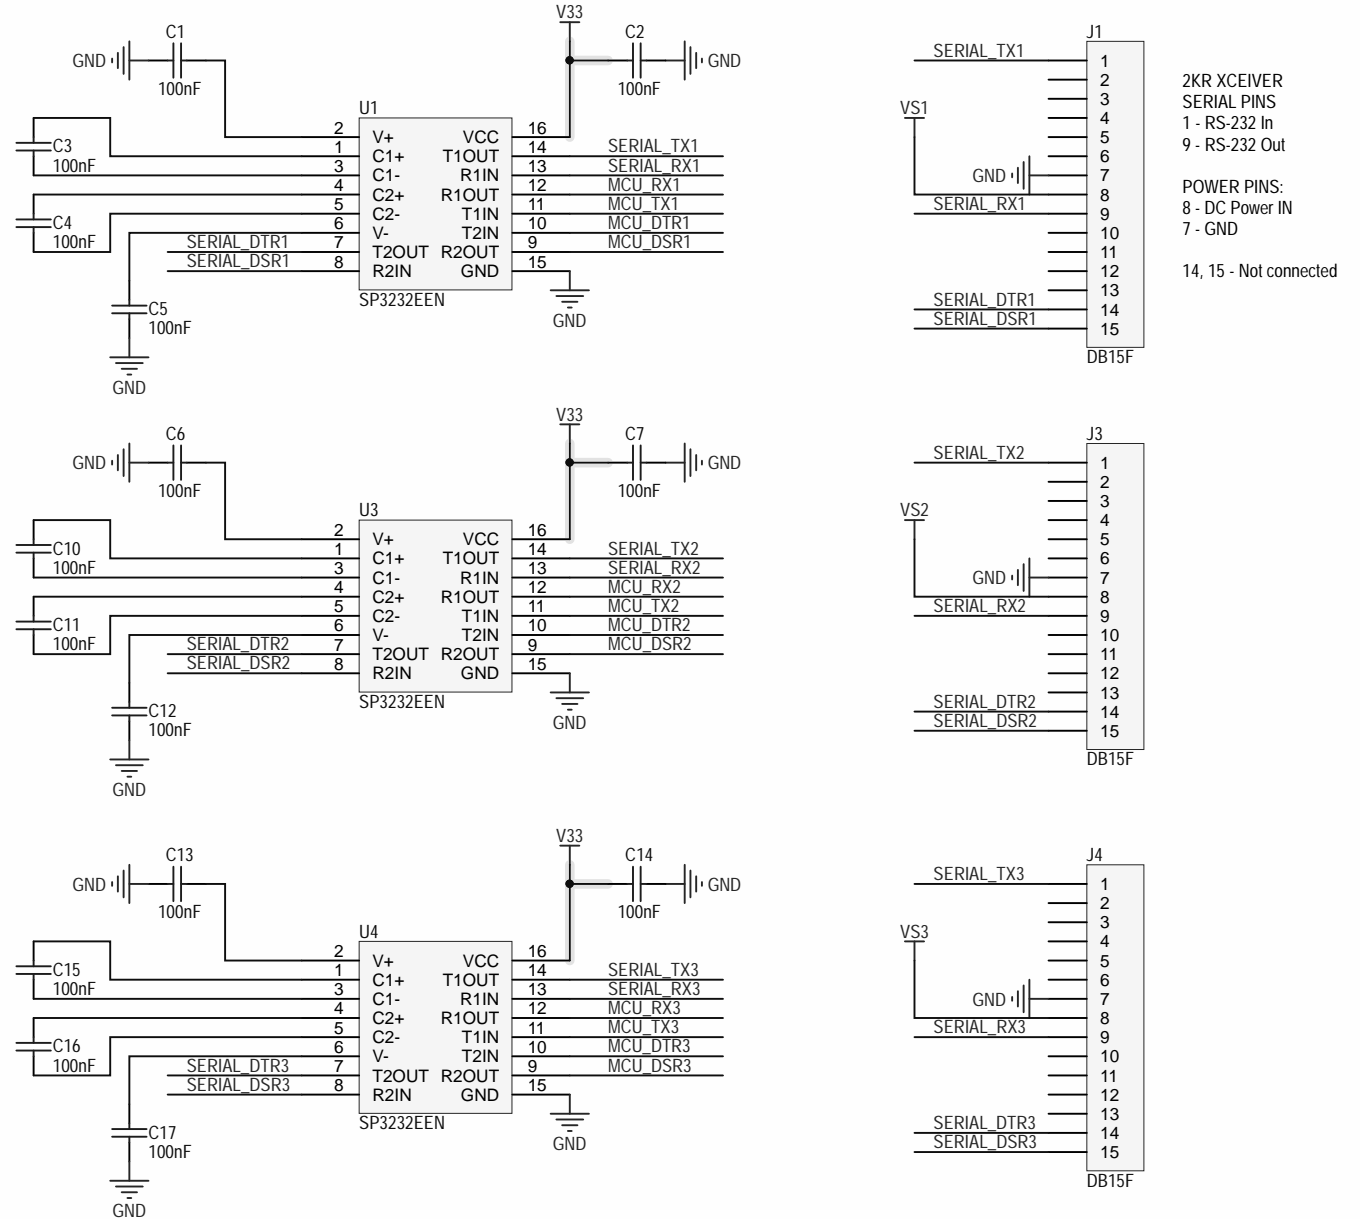 V33
C1
GND
100nF
C2
GND
100nF
U1
2 V+ VCC 16
1 C1+ T1OUT 14 SERIAL_TX1
3 C1- R1IN 13 SERIAL_RX1
4 C2+ R1OUT 12 MCU_RX1
5 C2- T1IN 11 MCU_TX1
6 V- T2IN 10 MCU_DTR1
SERIAL_DTR1 7 T2OUT R2OUT 9 MCU_DSR1
SERIAL_DSR1 8 R2IN GND 15
SP3232EEN
C3
100nF
C4
100nF
C5
100nF
GND
GND
J1
SERIAL_TX1 1
2
3
VS1
4
5
6
GND 7
8
SERIAL_RX1 9
10
11
12
13
SERIAL_DTR1 14
SERIAL_DSR1 15
DB15F
2KR XCEIVER
SERIAL PINS
1 - RS-232 In
9 - RS-232 Out
POWER PINS:
8 - DC Power IN
7 - GND
14, 15 - Not connected
V33
C6
GND
100nF
C7
GND
100nF
U3
2 V+ VCC 16
1 C1+ T1OUT 14 SERIAL_TX2
3 C1- R1IN 13 SERIAL_RX2
4 C2+ R1OUT 12 MCU_RX2
5 C2- T1IN 11 MCU_TX2
6 V- T2IN 10 MCU_DTR2
SERIAL_DTR2 7 T2OUT R2OUT 9 MCU_DSR2
SERIAL_DSR2 8 R2IN GND 15
SP3232EEN
C10
100nF
C11
100nF
C12
100nF
GND
GND
J3
SERIAL_TX2 1
2
3
VS2
4
5
6
GND 7
8
SERIAL_RX2 9
10
11
12
13
SERIAL_DTR2 14
SERIAL_DSR2 15
DB15F
V33
C13
GND
100nF
C14
GND
100nF
U4
2 V+ VCC 16
1 C1+ T1OUT 14 SERIAL_TX3
3 C1- R1IN 13 SERIAL_RX3
4 C2+ R1OUT 12 MCU_RX3
5 C2- T1IN 11 MCU_TX3
6 V- T2IN 10 MCU_DTR3
SERIAL_DTR3 7 T2OUT R2OUT 9 MCU_DSR3
SERIAL_DSR3 8 R2IN GND 15
SP3232EEN
C15
100nF
C16
100nF
C17
100nF
GND
GND
J4
SERIAL_TX3 1
2
3
VS3
4
5
6
GND 7
8
SERIAL_RX3 9
10
11
12
13
SERIAL_DTR3 14
SERIAL_DSR3 15
DB15F